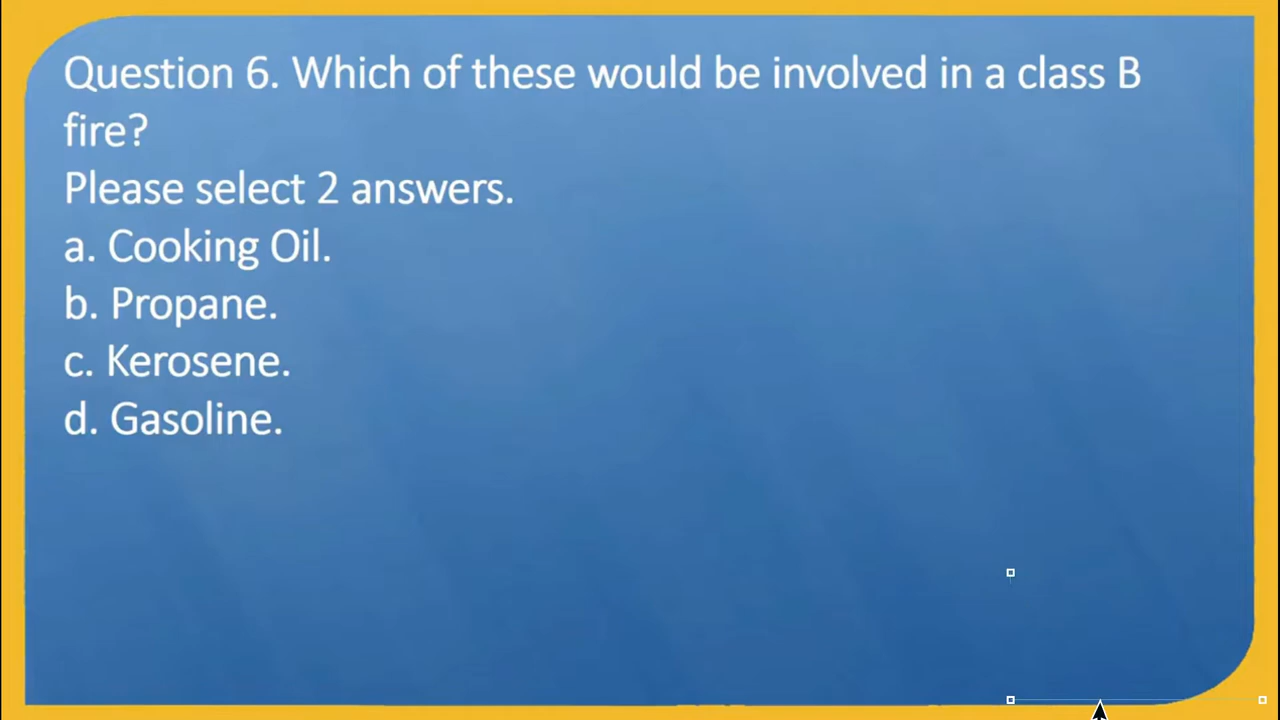 Question 6. Which of these would be involved in a class B
fire?
Please select 2 answers.
a. Cooking Oil.
b. Propane.
c. Kerosene.
d. Gasoline.